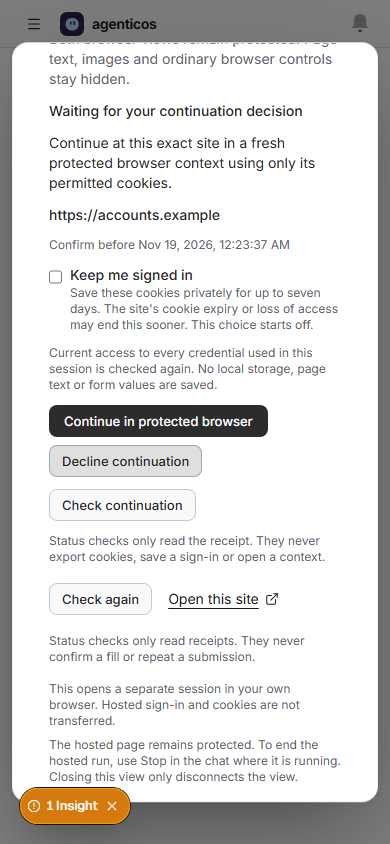 agenticos
text, images and ordinary browser controls
stay hidden.
Waiting for your continuation decision
Continue at this exact site in a fresh
protected browser context using only its
permitted cookies.
https://accounts.example
Confirm before Nov 19, 2026, 12:23:37 AM
Keep me signed in
Save these cookies privately for up to seven
days. The site's cookie expiry or loss of access
may end this sooner. This choice starts off.
Current access to every credential used in this
session is checked again. No local storage, page
text or form values are saved.
Continue in protected browser
Decline continuation
Check continuation
Status checks only read the receipt. They never
export cookies, save a sign-in or open a context.
Check again
Open this site
Status checks only read receipts. They never
confirm a fill or repeat a submission.
This opens a separate session in your own
browser. Hosted sign-in and cookies are not
transferred.
The hosted page remains protected. To end the
hosted run, use Stop in the chat where it is running.
Closing this view only disconnects the view.
1 Insight